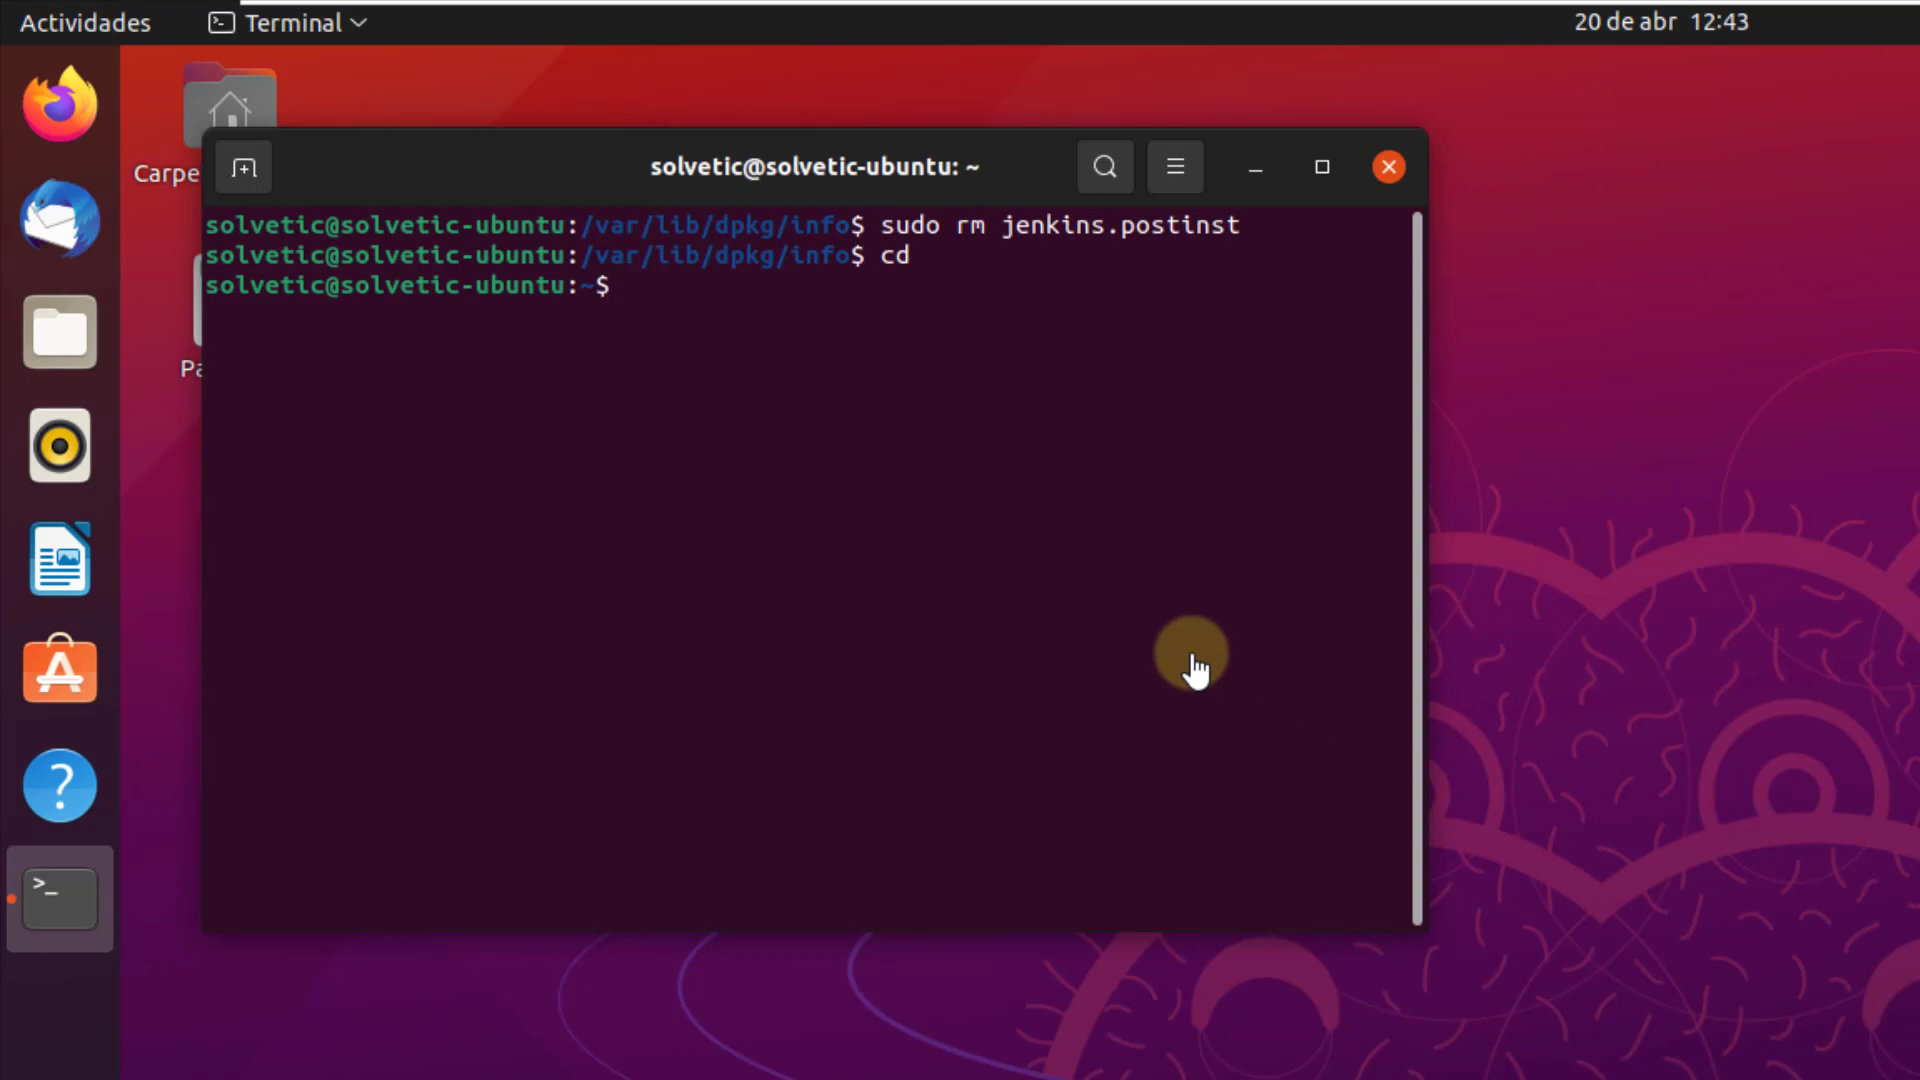 Actividades
Terminal
20 de abr 12:43
Carpe
solvetic@solvetic-ubuntu: ~
solvetic@solvetic-ubuntu:/var/lib/dpkg/info$ sudo rm jenkins.postinst
solvetic@solvetic-ubuntu:/var/lib/dpkg/info$ cd
solvetic@solvetic-ubuntu:~$
Pa